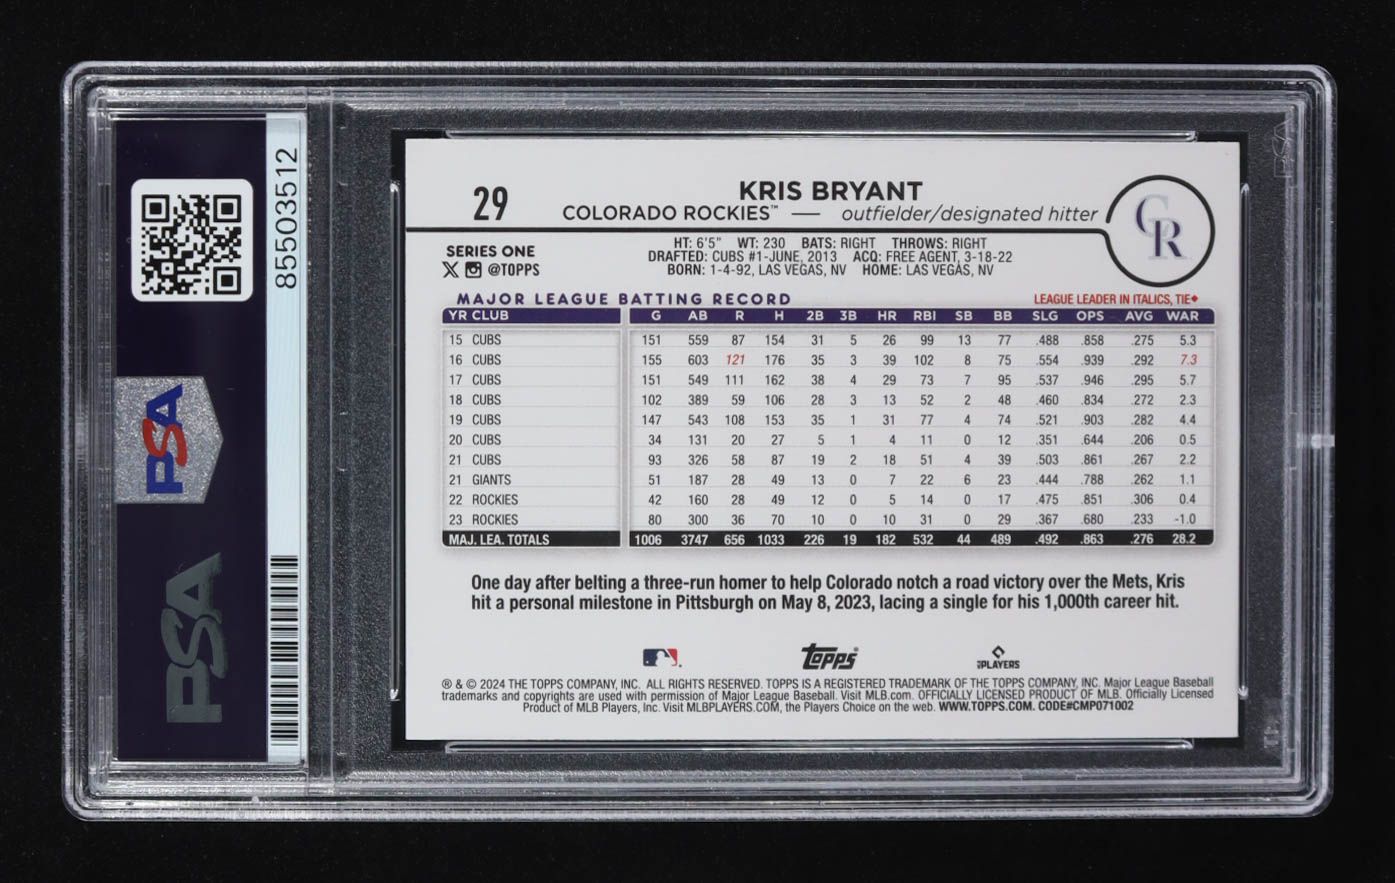 85503512
PSA
PSA
29
KRIS BRYANT
COLORADO ROCKIES™ — outfielder/designated hitter
CR
SERIES ONE
@TOPPS
HT: 6'5" WT: 230 BATS: RIGHT THROWS: RIGHT
DRAFTED: CUBS #1-JUNE, 2013 ACQ: FREE AGENT, 3-18-22
BORN: 1-4-92, LAS VEGAS, NV HOME: LAS VEGAS, NV
MAJOR LEAGUE BATTING RECORD LEAGUE LEADER IN ITALICS, TIE♦
YR CLUB G AB R H 2B 3B HR RBI SB BB SLG OPS AVG WAR
15 CUBS 151 559 87 154 31 5 26 99 13 77 .488 .858 .275 5.3
16 CUBS 155 603 121 176 35 3 39 102 8 75 .554 .939 .292 7.3
17 CUBS 151 549 111 162 38 4 29 73 7 95 .537 .946 .295 5.7
18 CUBS 102 389 59 106 28 3 13 52 2 48 .460 .834 .272 2.3
19 CUBS 147 543 108 153 35 1 31 77 4 74 .521 .903 .282 4.4
20 CUBS 34 131 20 27 5 1 4 11 0 12 .351 .644 .206 0.5
21 CUBS 93 326 58 87 19 2 18 51 4 39 .503 .861 .267 2.2
21 GIANTS 51 187 28 49 13 0 7 22 6 23 .444 .788 .262 1.1
22 ROCKIES 42 160 28 49 12 0 5 14 0 17 .475 .851 .306 0.4
23 ROCKIES 80 300 36 70 10 0 10 31 0 29 .367 .680 .233 -1.0
MAJ. LEA. TOTALS 1006 3747 656 1033 226 19 182 532 44 489 .492 .863 .276 28.2
One day after belting a three-run homer to help Colorado notch a road victory over the Mets, Kris
hit a personal milestone in Pittsburgh on May 8, 2023, lacing a single for his 1,000th career hit.
Topps
MLB PLAYERS
® & © 2024 THE TOPPS COMPANY, INC. ALL RIGHTS RESERVED. TOPPS IS A REGISTERED TRADEMARK OF THE TOPPS COMPANY, INC. Major League Baseball
trademarks and copyrights are used with permission of Major League Baseball. Visit MLB.com. OFFICIALLY LICENSED PRODUCT OF MLB. Officially Licensed
Product of MLB Players, Inc. Visit MLBPLAYERS.COM, the Players Choice on the web. WWW.TOPPS.COM. CODE#CMP071002